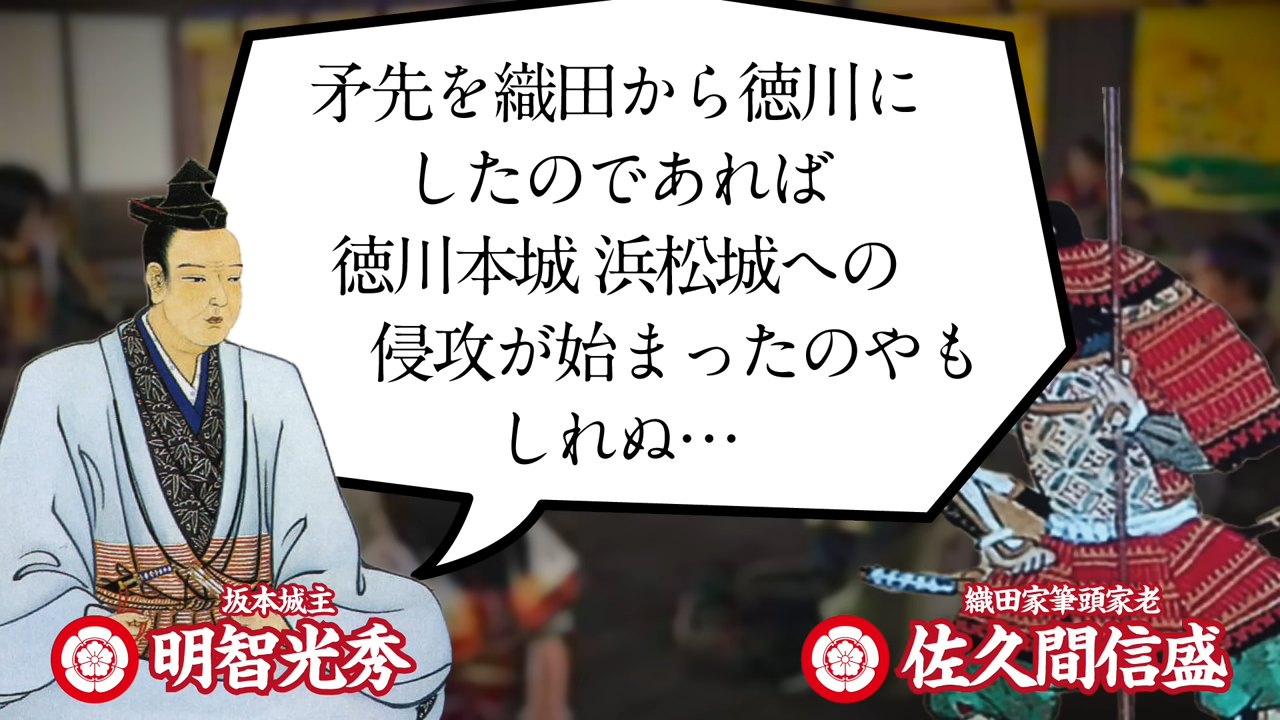 矛先を織田から徳川に
したのであれば
徳川本城 浜松城への
侵攻が始まったのやも
しれぬ…
坂本城主
明智光秀
織田家筆頭家老
佐久間信盛